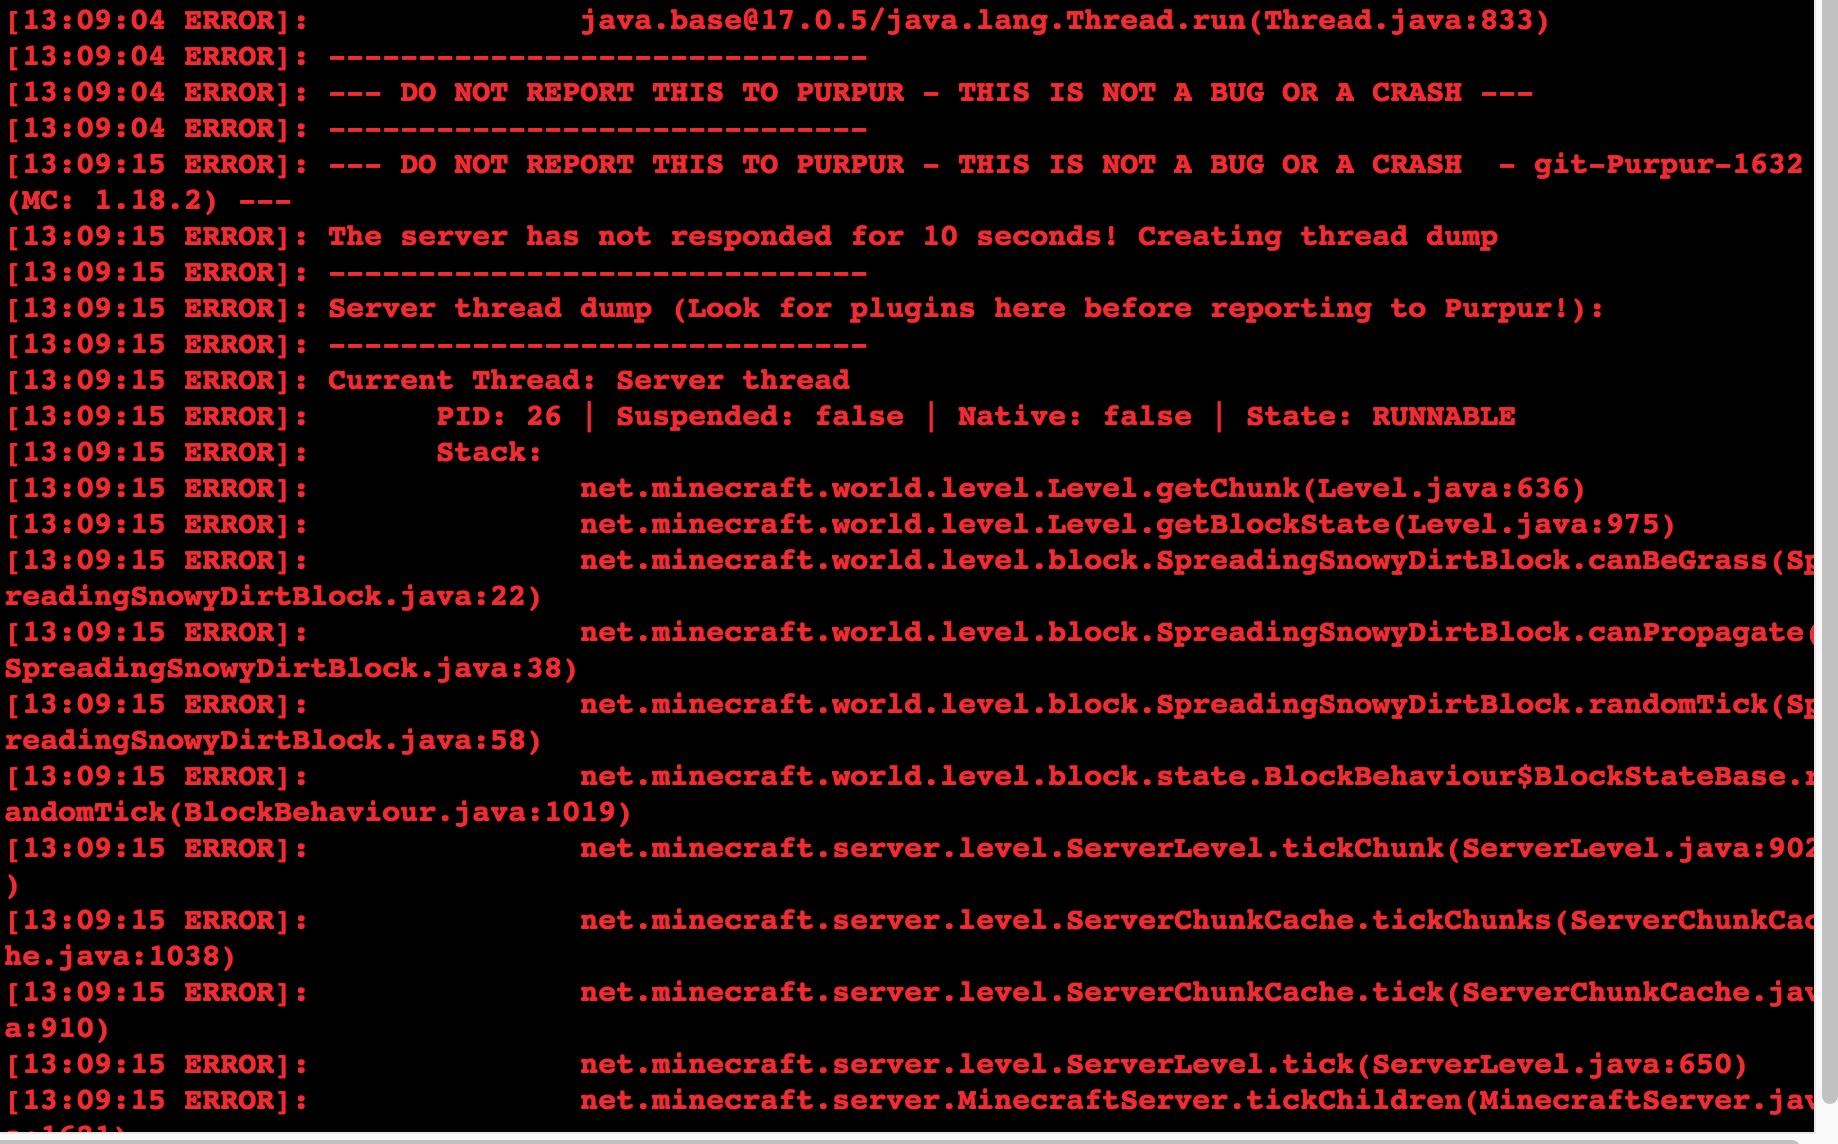 [13:09:04 ERROR]: java.base@17.0.5/java.lang.Thread.run(Thread.java:833)
[13:09:04 ERROR]: ------------------------------
[13:09:04 ERROR]: --- DO NOT REPORT THIS TO PURPUR - THIS IS NOT A BUG OR A CRASH ---
[13:09:04 ERROR]: ------------------------------
[13:09:15 ERROR]: --- DO NOT REPORT THIS TO PURPUR - THIS IS NOT A BUG OR A CRASH  - git-Purpur-1632
(MC: 1.18.2) ---
[13:09:15 ERROR]: The server has not responded for 10 seconds! Creating thread dump
[13:09:15 ERROR]: ------------------------------
[13:09:15 ERROR]: Server thread dump (Look for plugins here before reporting to Purpur!):
[13:09:15 ERROR]: ------------------------------
[13:09:15 ERROR]: Current Thread: Server thread
[13:09:15 ERROR]: PID: 26 | Suspended: false | Native: false | State: RUNNABLE
[13:09:15 ERROR]: Stack:
[13:09:15 ERROR]: net.minecraft.world.level.Level.getChunk(Level.java:636)
[13:09:15 ERROR]: net.minecraft.world.level.Level.getBlockState(Level.java:975)
[13:09:15 ERROR]: net.minecraft.world.level.block.SpreadingSnowyDirtBlock.canBeGrass(Sp
readingSnowyDirtBlock.java:22)
[13:09:15 ERROR]: net.minecraft.world.level.block.SpreadingSnowyDirtBlock.canPropagate(
SpreadingSnowyDirtBlock.java:38)
[13:09:15 ERROR]: net.minecraft.world.level.block.SpreadingSnowyDirtBlock.randomTick(Sp
readingSnowyDirtBlock.java:58)
[13:09:15 ERROR]: net.minecraft.world.level.block.state.BlockBehaviour$BlockStateBase.r
andomTick(BlockBehaviour.java:1019)
[13:09:15 ERROR]: net.minecraft.server.level.ServerLevel.tickChunk(ServerLevel.java:902
)
[13:09:15 ERROR]: net.minecraft.server.level.ServerChunkCache.tickChunks(ServerChunkCac
he.java:1038)
[13:09:15 ERROR]: net.minecraft.server.level.ServerChunkCache.tick(ServerChunkCache.jav
a:910)
[13:09:15 ERROR]: net.minecraft.server.level.ServerLevel.tick(ServerLevel.java:650)
[13:09:15 ERROR]: net.minecraft.server.MinecraftServer.tickChildren(MinecraftServer.jav